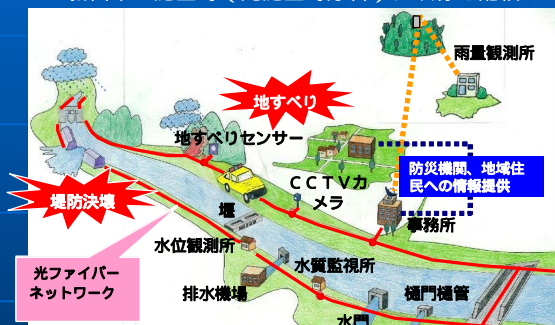 雨量観測所
地すべり
地すべりセンサー
防災機関、地域住
民への情報提供
CCTVカ
メラ
堤防決壊
堰
事務所
水位観測所
光ファイバー
ネットワーク
水質監視所
排水機場
樋門樋管
水門